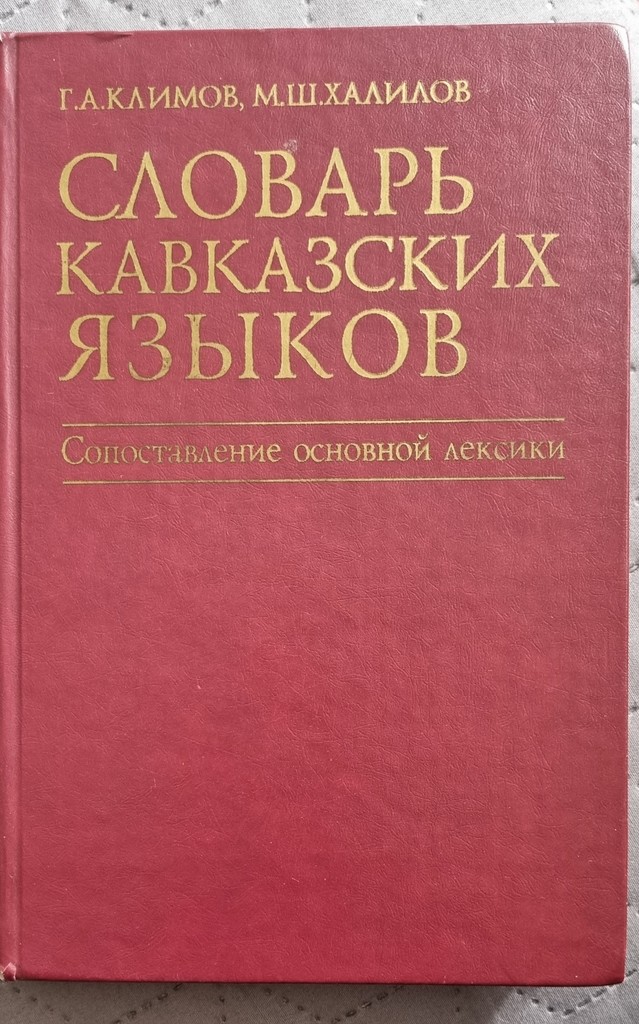 Г.А.КЛИМОВ, М.Ш.ХАЛИЛОВ
СЛОВАРЬ
КАВКАЗСКИХ
ЯЗЫКОВ
Сопоставление основной лексики